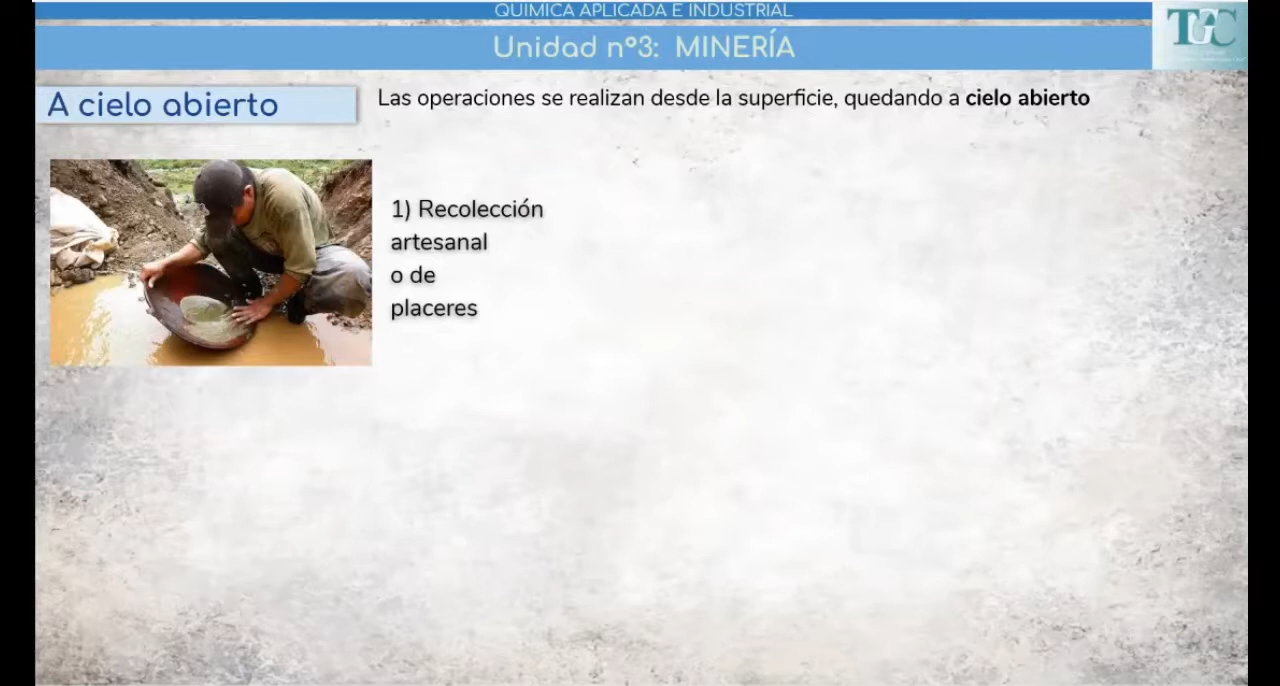 QUIMICA APLICADA E INDUSTRIAL
Unidad nº3: MINERÍA
TGC
A cielo abierto
Las operaciones se realizan desde la superficie, quedando a cielo abierto
1) Recolección
artesanal
o de
placeres